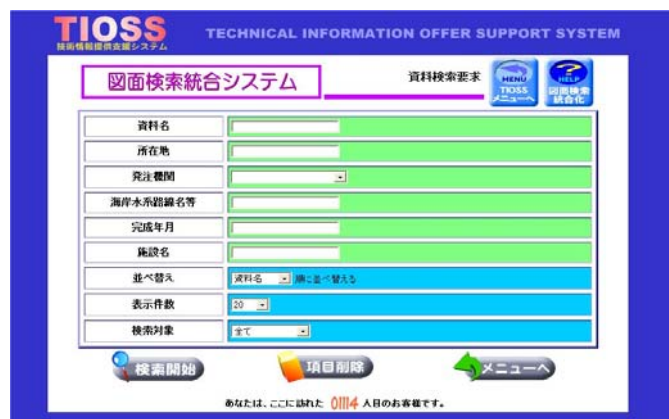 TIOSS
技術情報提供支援システム
TECHNICAL INFORMATION OFFER SUPPORT SYSTEM
図面検索統合システム
資料検索要求
MENU
TIOSS
メニューへ
HELP
図面検索
統合化
資料名
所在地
発注機関
海岸水系路線名等
完成年月
施設名
並べ替え
資料名 順に並べ替える
表示件数
20
検索対象
全て
検索開始
項目削除
メニューへ
あなたは、ここに訪れた 0114 人目のお客様です。